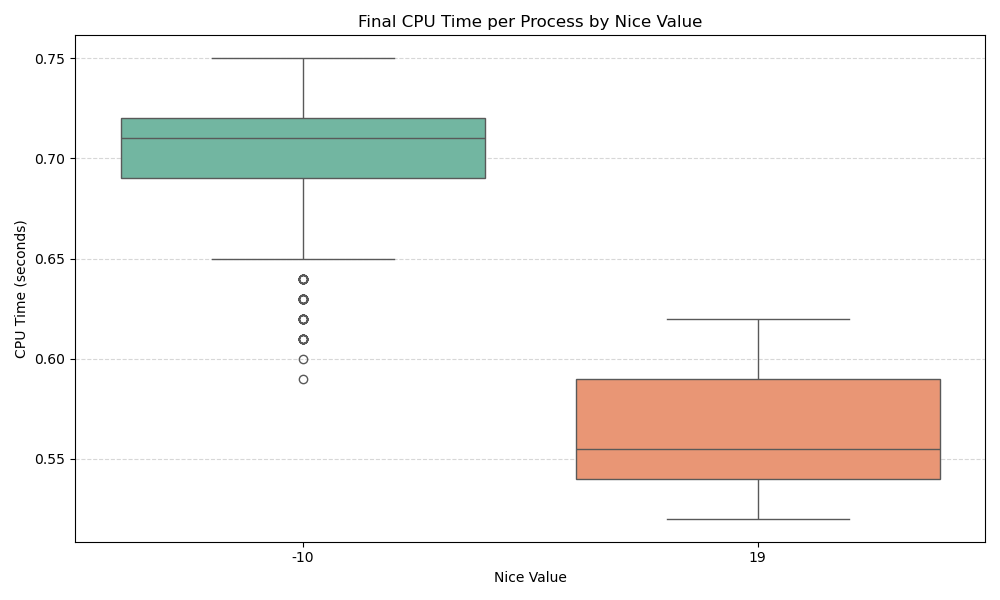 Final CPU Time per Process by Nice Value
CPU Time (seconds)
0.75
0.70
0.65
0.60
0.55
-10
19
Nice Value